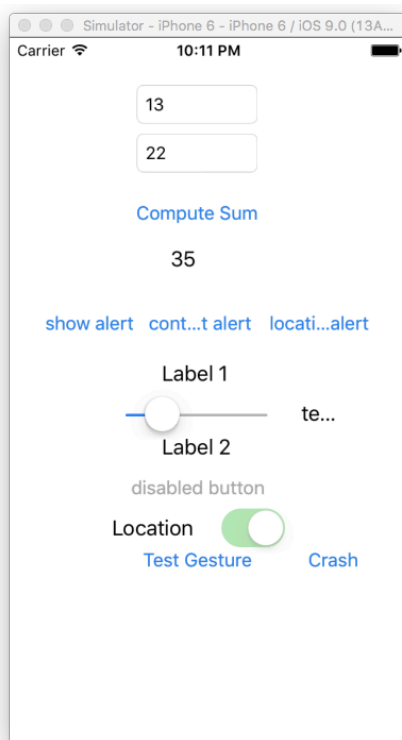 Simulator - iPhone 6 - iPhone 6 / iOS 9.0 (13A...
Carrier 10:11 PM
13
22
Compute Sum
35
show alert cont...t alert locati...alert
Label 1
te...
Label 2
disabled button
Location
Test Gesture Crash